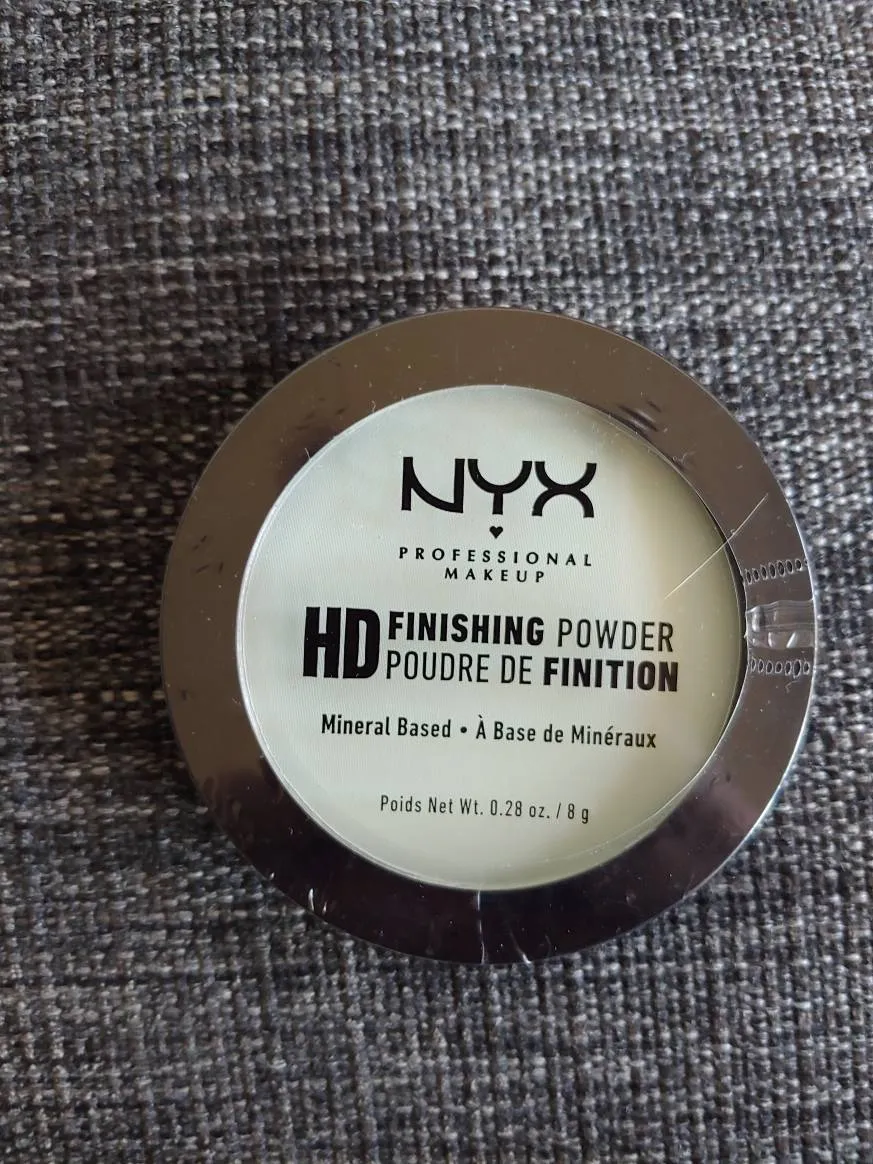 NYX
PROFESSIONAL
MAKEUP
HD FINISHING POWDER
POUDRE DE FINITION
Mineral Based • À Base de Minéraux
Poids Net Wt. 0.28 oz. / 8 g